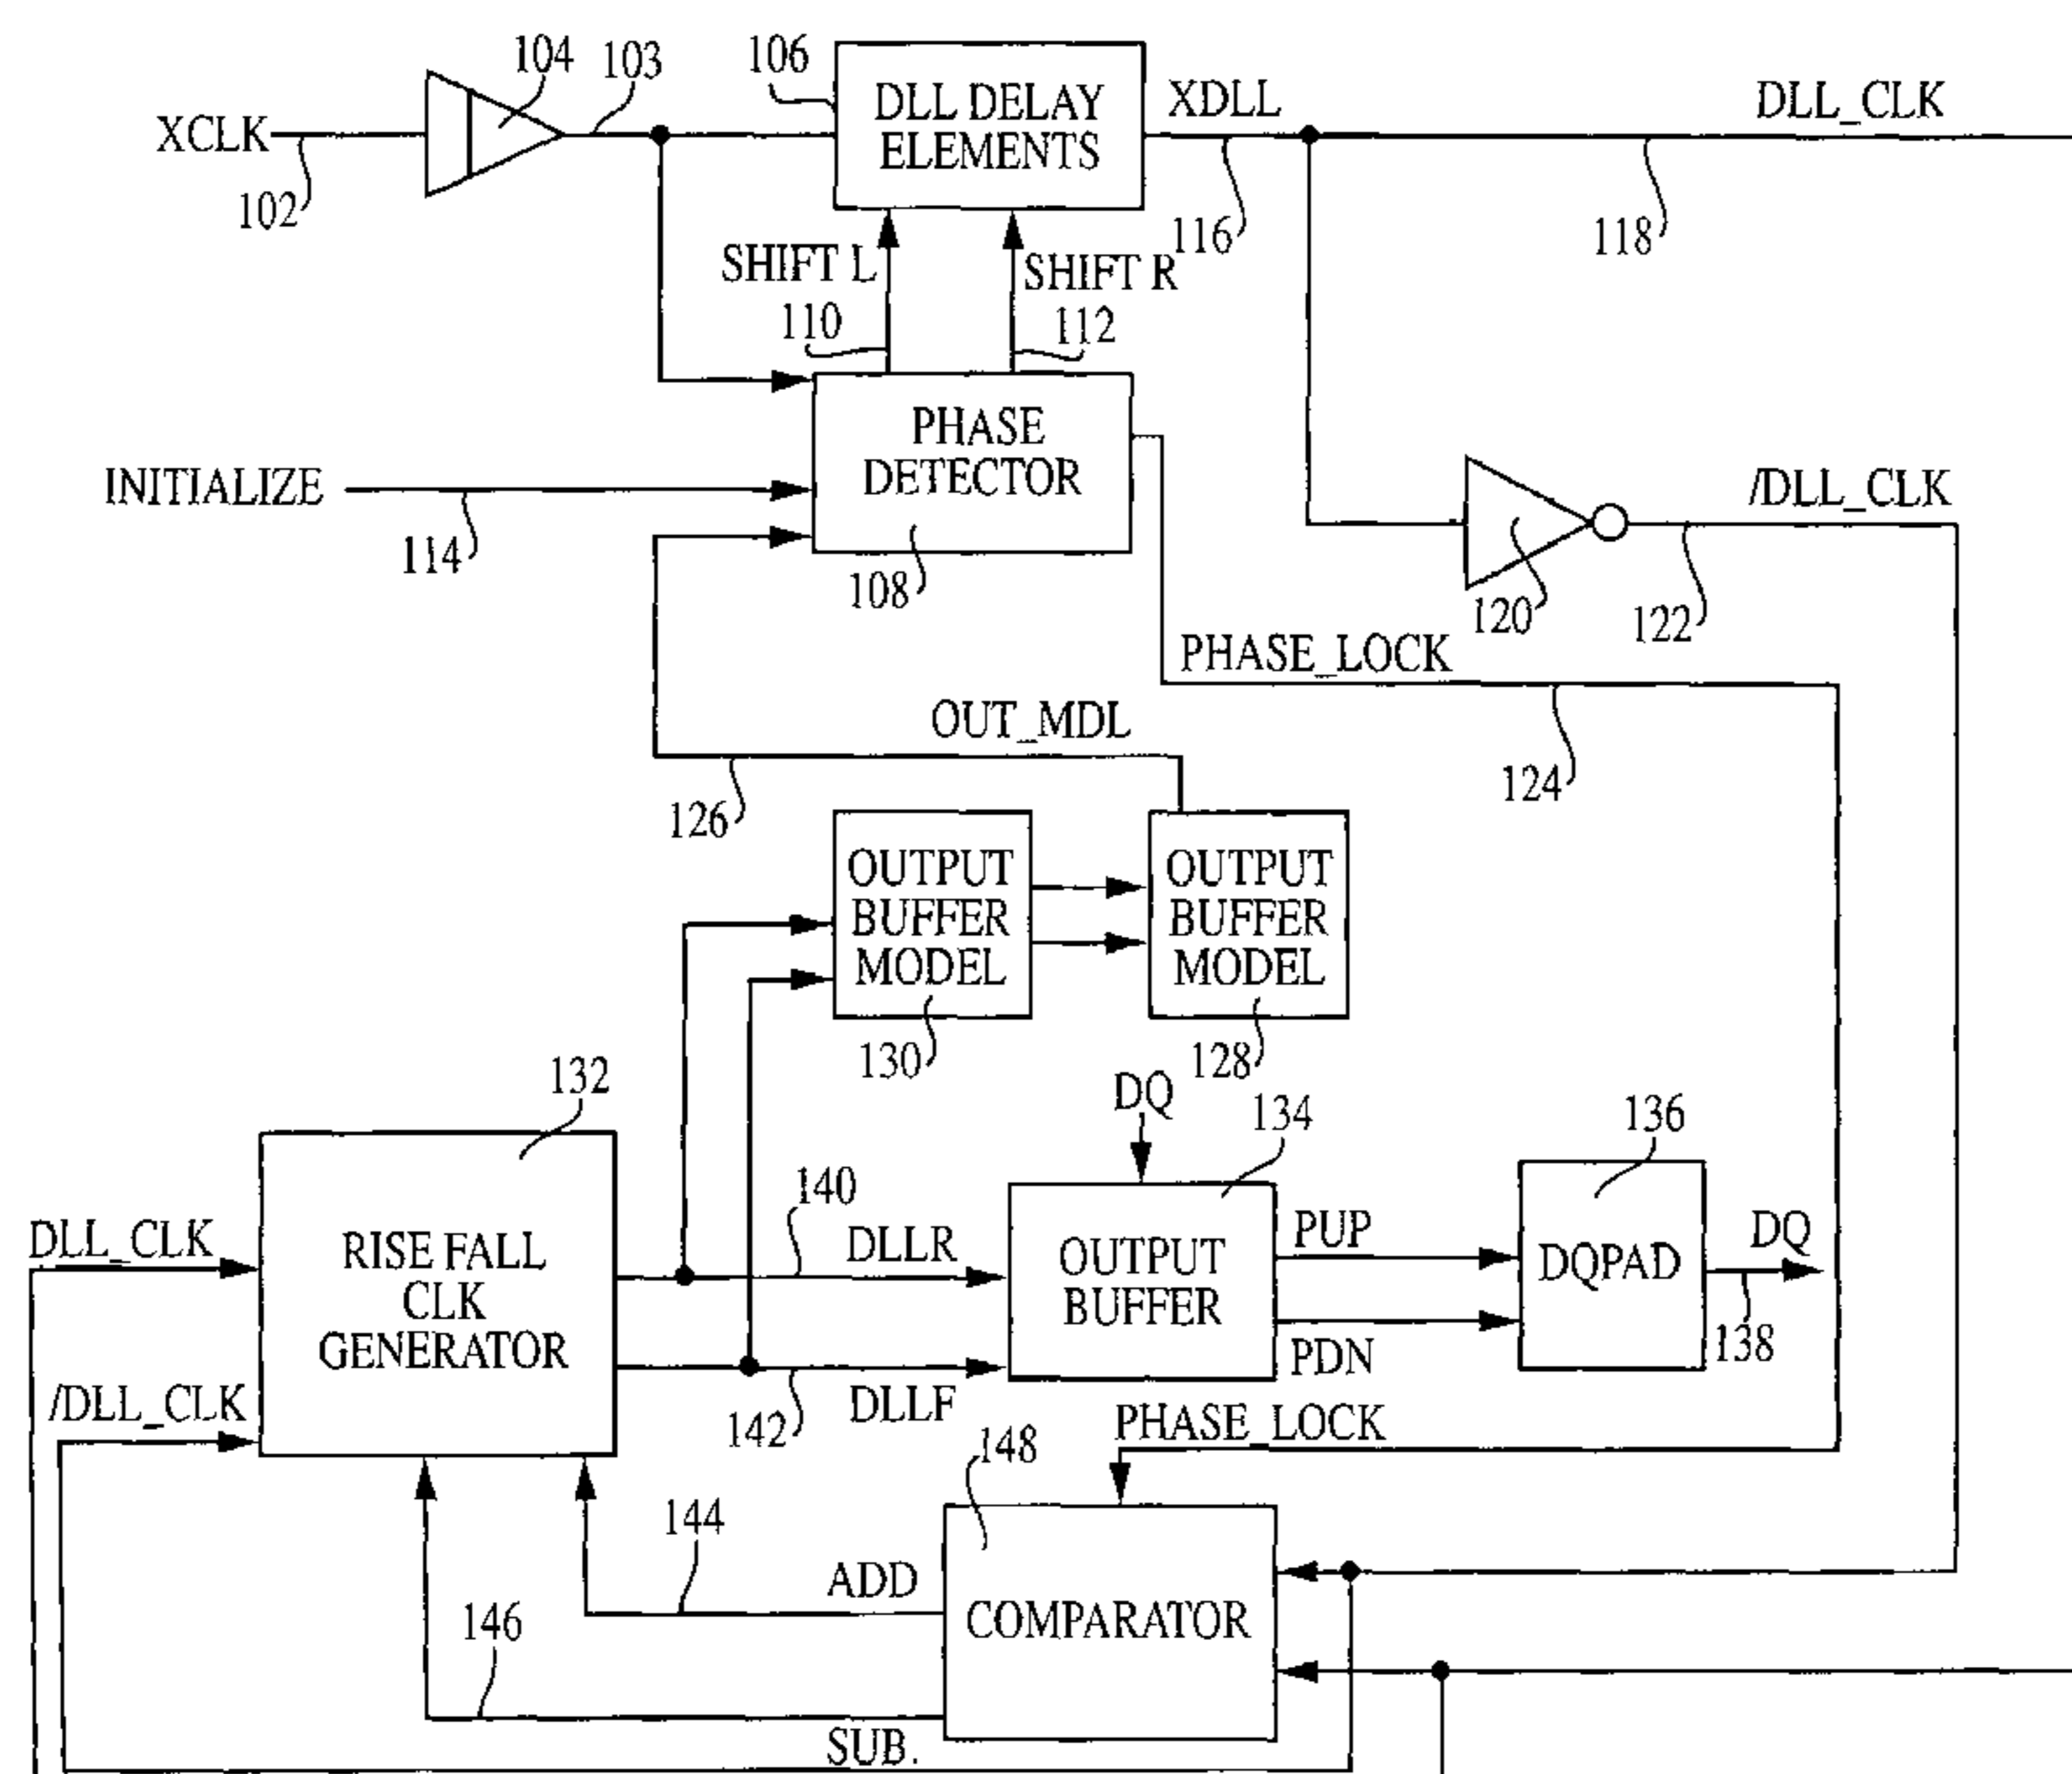 104
103
106
DLL DELAY
ELEMENTS
XDLL
DLL_CLK
XCLK
102
116
118
SHIFT L
SHIFT R
110
112
PHASE
DETECTOR
INITIALIZE
/DLL_CLK
114
108
120
122
PHASE_LOCK
OUT_MDL
124
126
OUTPUT
BUFFER
MODEL
OUTPUT
BUFFER
MODEL
130
128
132
DQ
134
136
140
DLL_CLK
RISE FALL
CLK
GENERATOR
DLLR
OUTPUT
BUFFER
PUP
DQPAD
DQ
138
PDN
/DLL_CLK
142
DLLF
PHASE_LOCK
148
144
ADD
COMPARATOR
146
SUB.